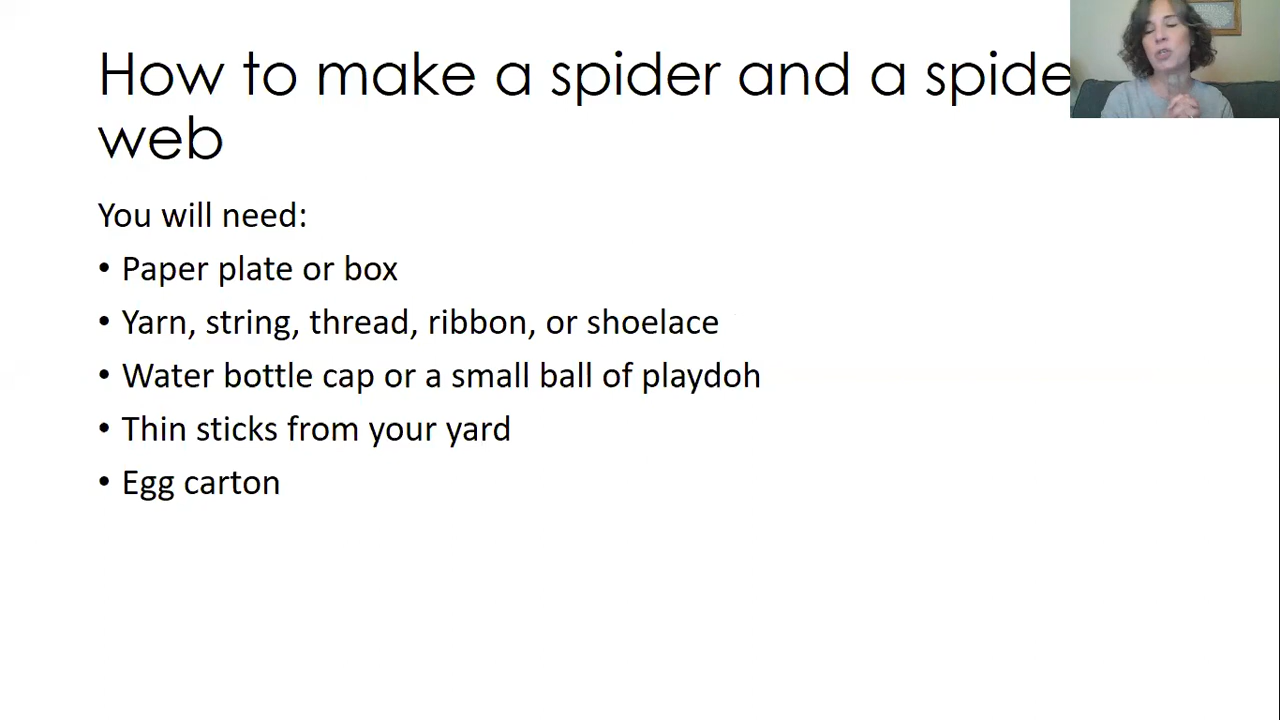 How to make a spider and a spide
web
You will need:
• Paper plate or box
• Yarn, string, thread, ribbon, or shoelace
• Water bottle cap or a small ball of playdoh
• Thin sticks from your yard
• Egg carton